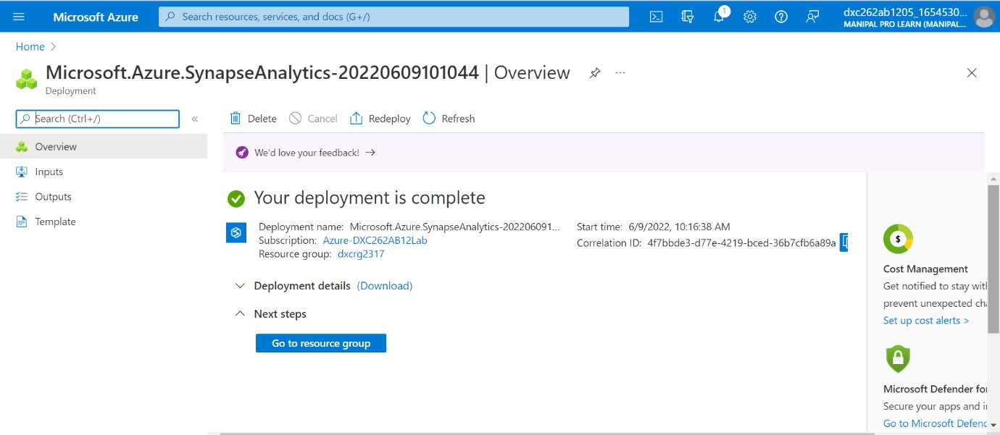 Microsoft Azure
Search resources, services, and docs (G+/)
1
dxc262ab1205_1654530...
MANIPAL PRO LEARN (MANIPAL...
Home
Microsoft.Azure.SynapseAnalytics-20220609101044 | Overview
...
Deployment
Search (Ctrl+/)
«
Delete
Cancel
Redeploy
Refresh
Overview
Inputs
Outputs
Template
We'd love your feedback! →
Your deployment is complete
Deployment name: Microsoft.Azure.SynapseAnalytics-202206091...
Subscription: Azure-DXC262AB12Lab
Resource group: dxcrg2317
Start time: 6/9/2022, 10:16:38 AM
Correlation ID: 4f7bbde3-d77e-4219-bced-36b7cfb6a89a
Deployment details (Download)
Next steps
Go to resource group
$
Cost Management
Get notified to stay with
prevent unexpected cha
Set up cost alerts >
Microsoft Defender for
Secure your apps and i
Go to Microsoft Defenc